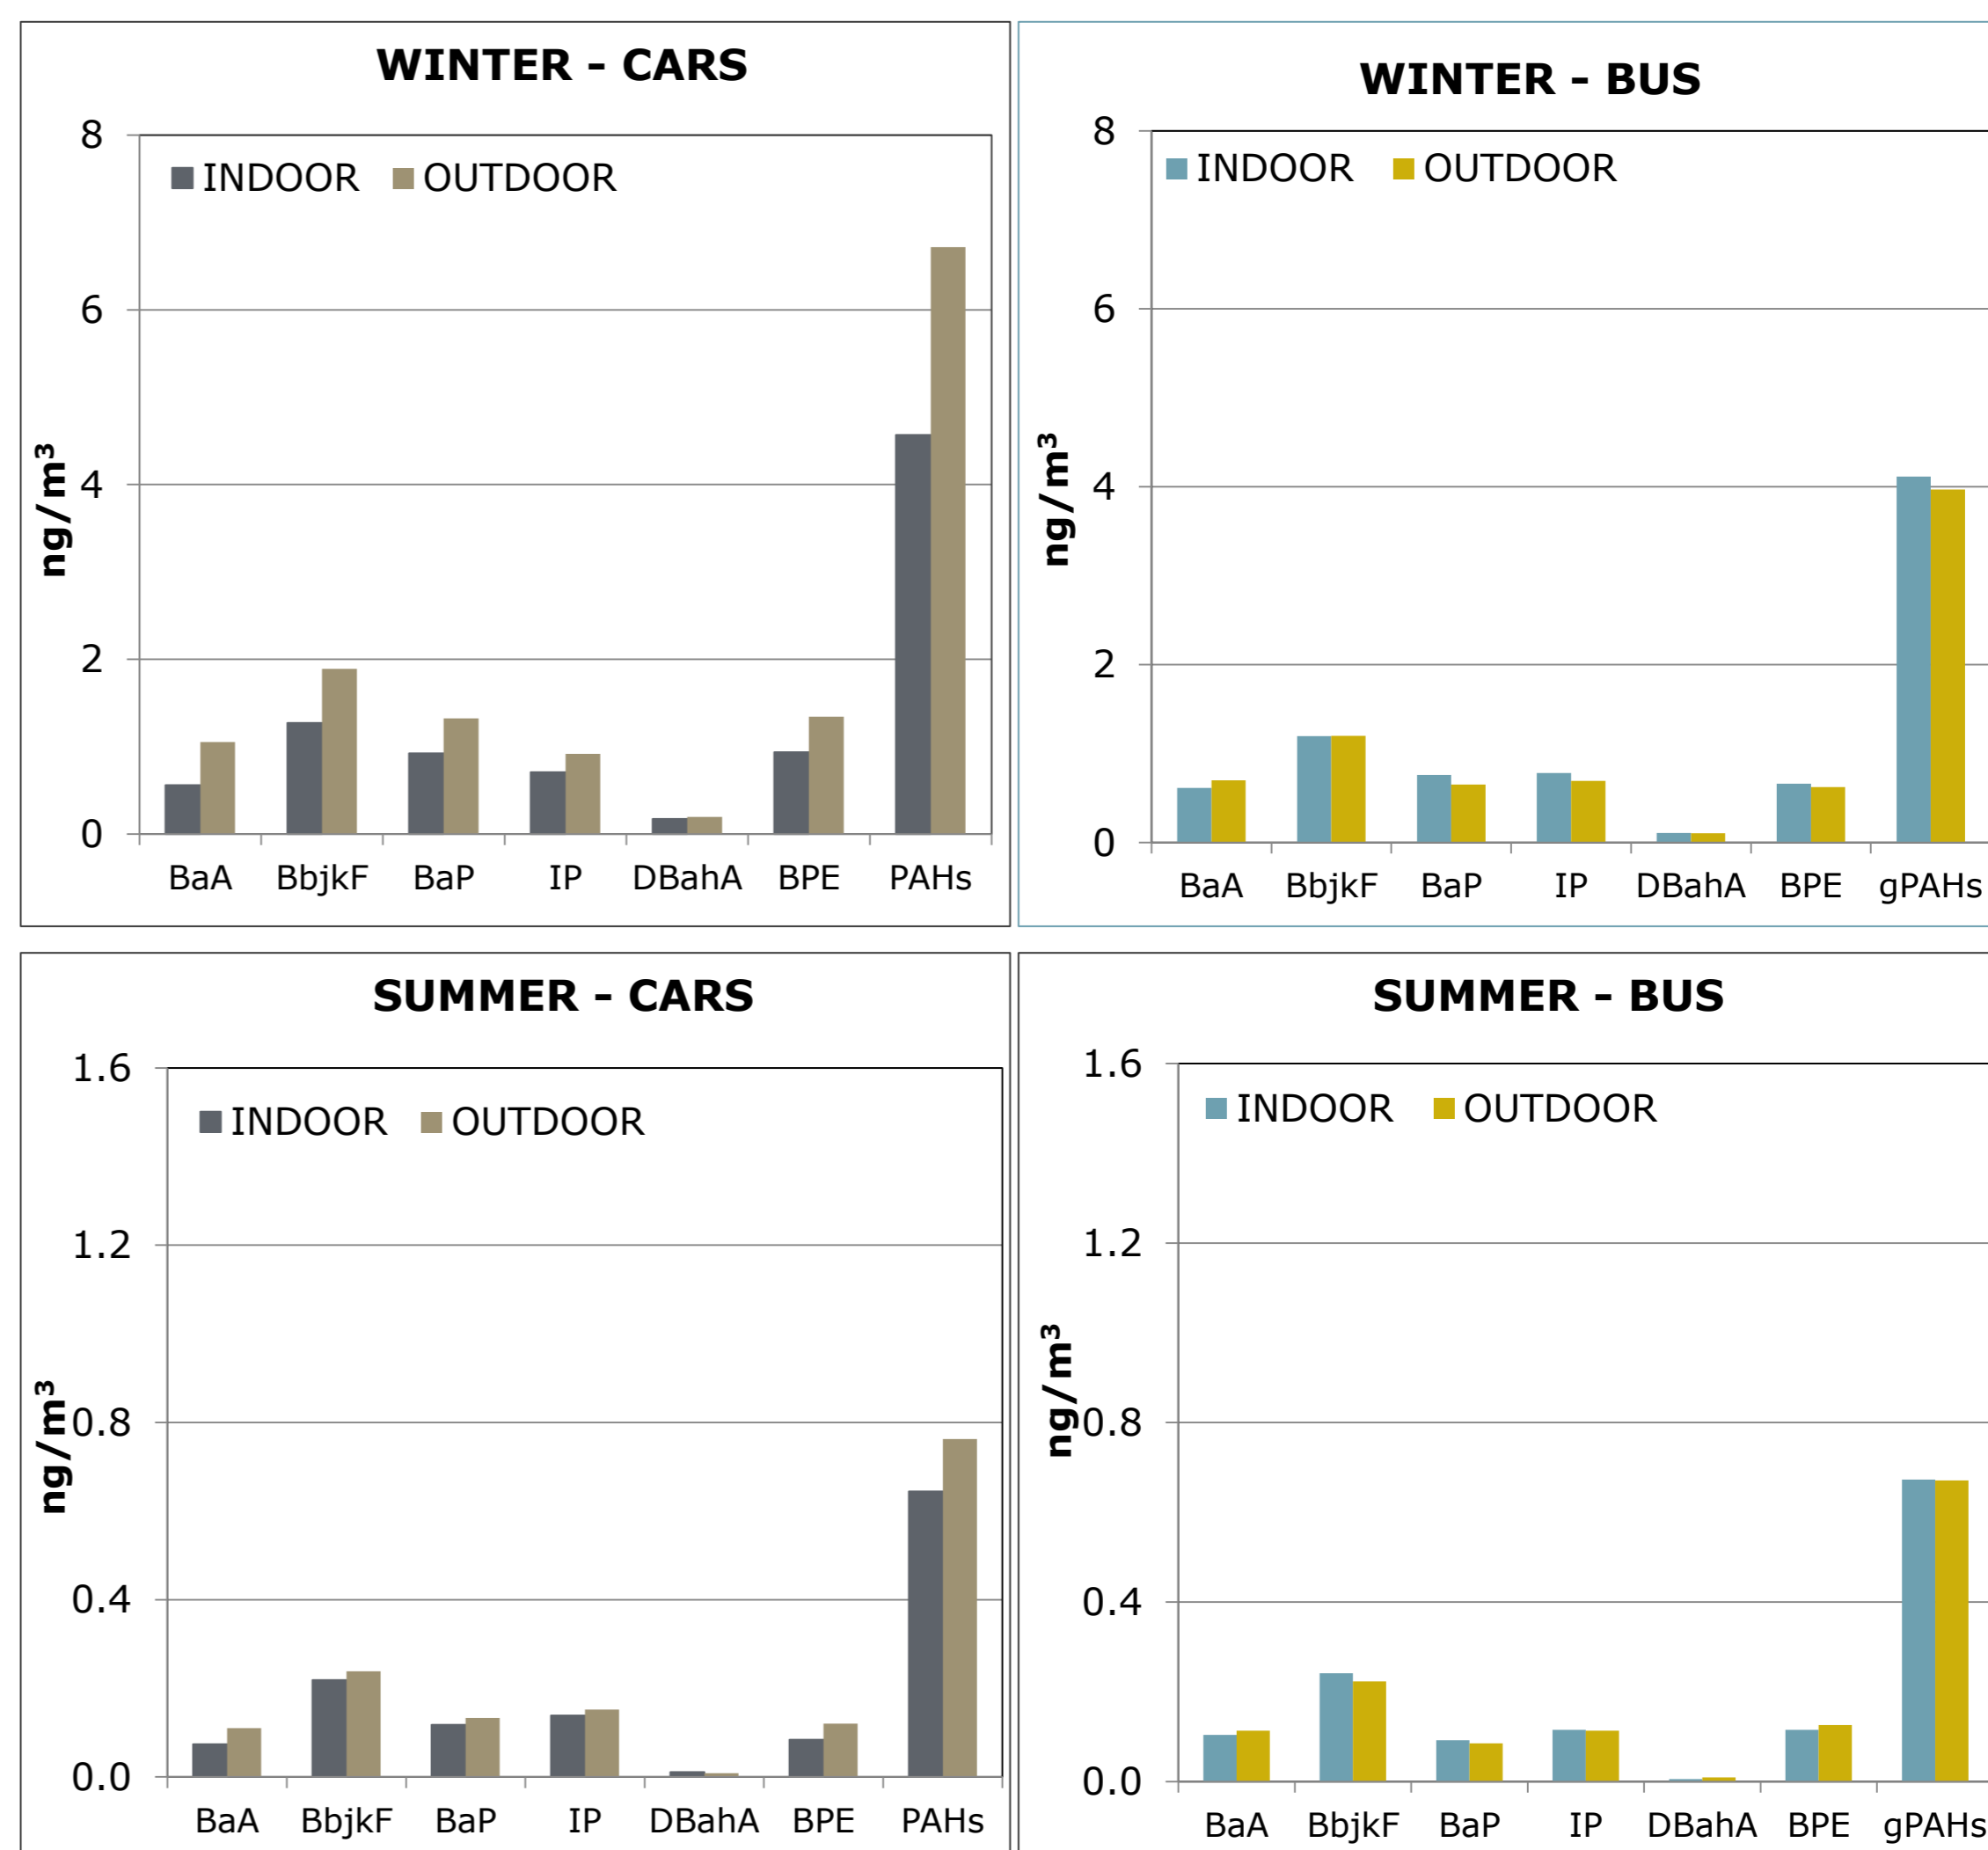 WINTER - CARS
8
INDOOR OUTDOOR
6
4
2
0
ng/m³
BaA BbjkF BaP IP DBahA BPE PAHs
WINTER - BUS
8
INDOOR OUTDOOR
6
4
2
0
ng/m³
BaA BbjkF BaP IP DBahA BPE gPAHs
SUMMER - CARS
1.6
INDOOR OUTDOOR
1.2
0.8
0.4
0.0
ng/m³
BaA BbjkF BaP IP DBahA BPE PAHs
SUMMER - BUS
1.6
INDOOR OUTDOOR
1.2
0.8
0.4
0.0
ng/m³
BaA BbjkF BaP IP DBahA BPE gPAHs